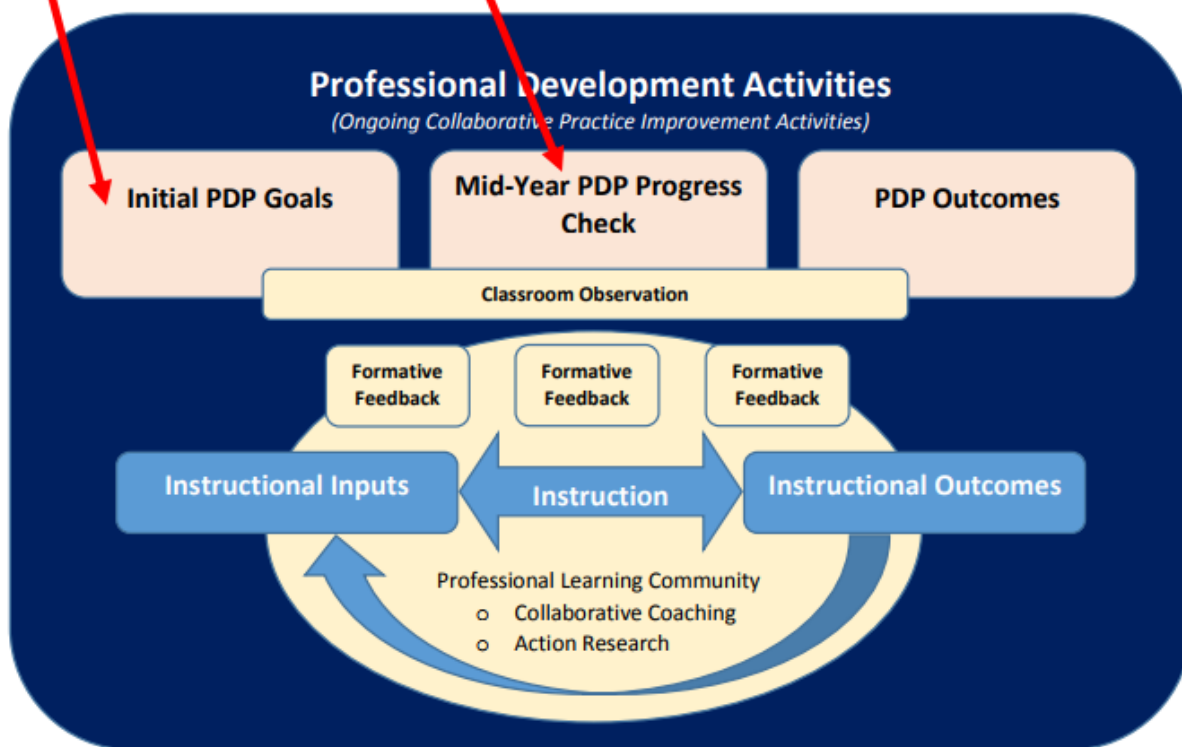 Professional Development Activities
(Ongoing Collaborative Practice Improvement Activities)
Initial PDP Goals
Mid-Year PDP Progress
Check
PDP Outcomes
Classroom Observation
Formative
Feedback
Formative
Feedback
Formative
Feedback
Instructional Inputs
Instruction
Instructional Outcomes
Professional Learning Community
o Collaborative Coaching
o Action Research